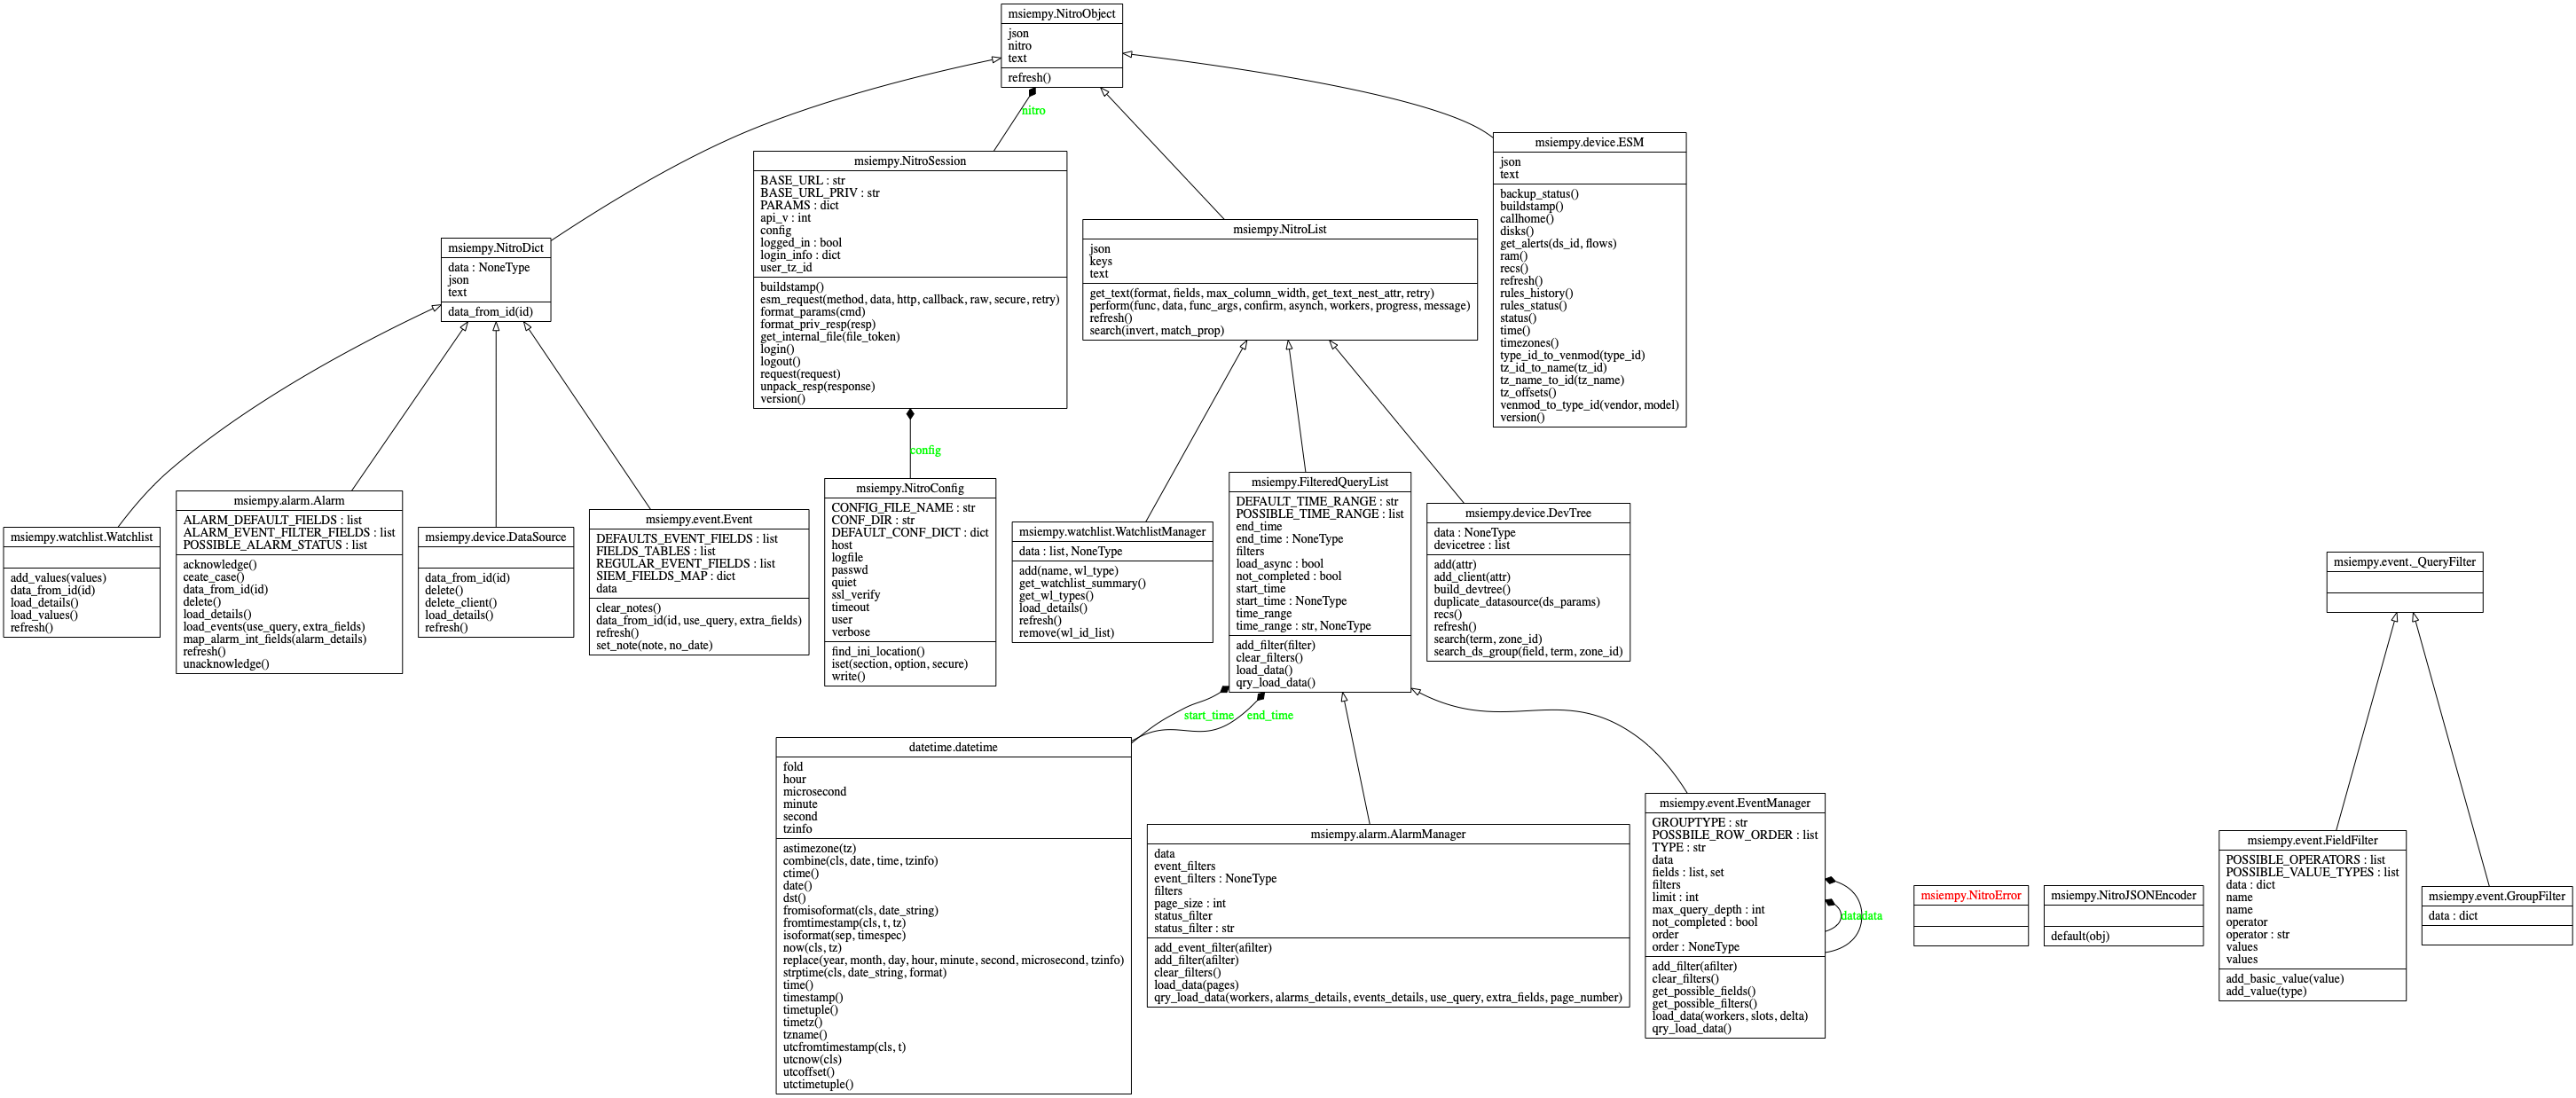 msiempy.NitroObject
json
nitro
text
refresh()
nitro
msiempy.device.ESM
json
text
backup_status()
buildstamp()
callhome()
disks()
get_alerts(ds_id, flows)
ram()
recs()
refresh()
rules_history()
rules_status()
status()
time()
timezones()
type_id_to_venmod(type_id)
tz_id_to_name(tz_id)
tz_name_to_id(tz_name)
tz_offsets()
venmod_to_type_id(vendor, model)
version()
msiempy.NitroSession
BASE_URL : str
BASE_URL_PRIV : str
PARAMS : dict
api_v : int
config
logged_in : bool
login_info : dict
user_tz_id
buildstamp()
esm_request(method, data, http, callback, raw, secure, retry)
format_params(cmd)
format_priv_resp(resp)
get_internal_file(file_token)
login()
logout()
request(request)
unpack_resp(response)
version()
msiempy.NitroList
json
keys
text
get_text(format, fields, max_column_width, get_text_nest_attr, retry)
perform(func, data, func_args, confirm, asynch, workers, progress, message)
refresh()
search(invert, match_prop)
msiempy.NitroDict
data : NoneType
json
text
data_from_id(id)
config
msiempy.watchlist.Watchlist
add_values(values)
data_from_id(id)
load_details()
load_values()
refresh()
msiempy.alarm.Alarm
ALARM_DEFAULT_FIELDS : list
ALARM_EVENT_FILTER_FIELDS : list
POSSIBLE_ALARM_STATUS : list
acknowledge()
ceate_case()
data_from_id(id)
delete()
load_details()
load_events(use_query, extra_fields)
map_alarm_int_fields(alarm_details)
refresh()
unacknowledge()
msiempy.device.DataSource
data_from_id(id)
delete()
delete_client()
load_details()
refresh()
msiempy.event.Event
DEFAULTS_EVENT_FIELDS : list
FIELDS_TABLES : list
REGULAR_EVENT_FIELDS : list
SIEM_FIELDS_MAP : dict
data
clear_notes()
data_from_id(id, use_query, extra_fields)
refresh()
set_note(note, no_date)
msiempy.NitroConfig
CONFIG_FILE_NAME : str
CONF_DIR : str
DEFAULT_CONF_DICT : dict
host
logfile
passwd
quiet
ssl_verify
timeout
user
verbose
find_ini_location()
iset(section, option, secure)
write()
msiempy.watchlist.WatchlistManager
data : list, NoneType
add(name, wl_type)
get_watchlist_summary()
get_wl_types()
load_details()
refresh()
remove(wl_id_list)
msiempy.FilteredQueryList
DEFAULT_TIME_RANGE : str
POSSIBLE_TIME_RANGE : list
end_time
end_time : NoneType
filters
load_async : bool
not_completed : bool
start_time
start_time : NoneType
time_range
time_range : str, NoneType
add_filter(filter)
clear_filters()
load_data()
qry_load_data()
msiempy.device.DevTree
data : NoneType
devicetree : list
add(attr)
add_client(attr)
build_devtree()
duplicate_datasource(ds_params)
recs()
refresh()
search(term, zone_id)
search_ds_group(field, term, zone_id)
msiempy.event._QueryFilter
start_time
end_time
datetime.datetime
fold
hour
microsecond
minute
second
tzinfo
astimezone(tz)
combine(cls, date, time, tzinfo)
ctime()
date()
dst()
fromisoformat(cls, date_string)
fromtimestamp(cls, t, tz)
isoformat(sep, timespec)
now(cls, tz)
replace(year, month, day, hour, minute, second, microsecond, tzinfo)
strptime(cls, date_string, format)
time()
timestamp()
timetuple()
timetz()
tzname()
utcfromtimestamp(cls, t)
utcnow(cls)
utcoffset()
utctimetuple()
msiempy.alarm.AlarmManager
data
event_filters
event_filters : NoneType
filters
page_size : int
status_filter
status_filter : str
add_event_filter(afilter)
add_filter(afilter)
clear_filters()
load_data(pages)
qry_load_data(workers, alarms_details, events_details, use_query, extra_fields, page_number)
msiempy.event.EventManager
GROUPTYPE : str
POSSBILE_ROW_ORDER : list
TYPE : str
data
fields : list, set
filters
limit : int
max_query_depth : int
not_completed : bool
order
order : NoneType
add_filter(afilter)
clear_filters()
get_possible_fields()
get_possible_filters()
load_data(workers, slots, delta)
qry_load_data()
data
data
msiempy.NitroError
msiempy.NitroJSONEncoder
default(obj)
msiempy.event.FieldFilter
POSSIBLE_OPERATORS : list
POSSIBLE_VALUE_TYPES : list
data : dict
name
name
operator
operator : str
values
values
add_basic_value(value)
add_value(type)
msiempy.event.GroupFilter
data : dict